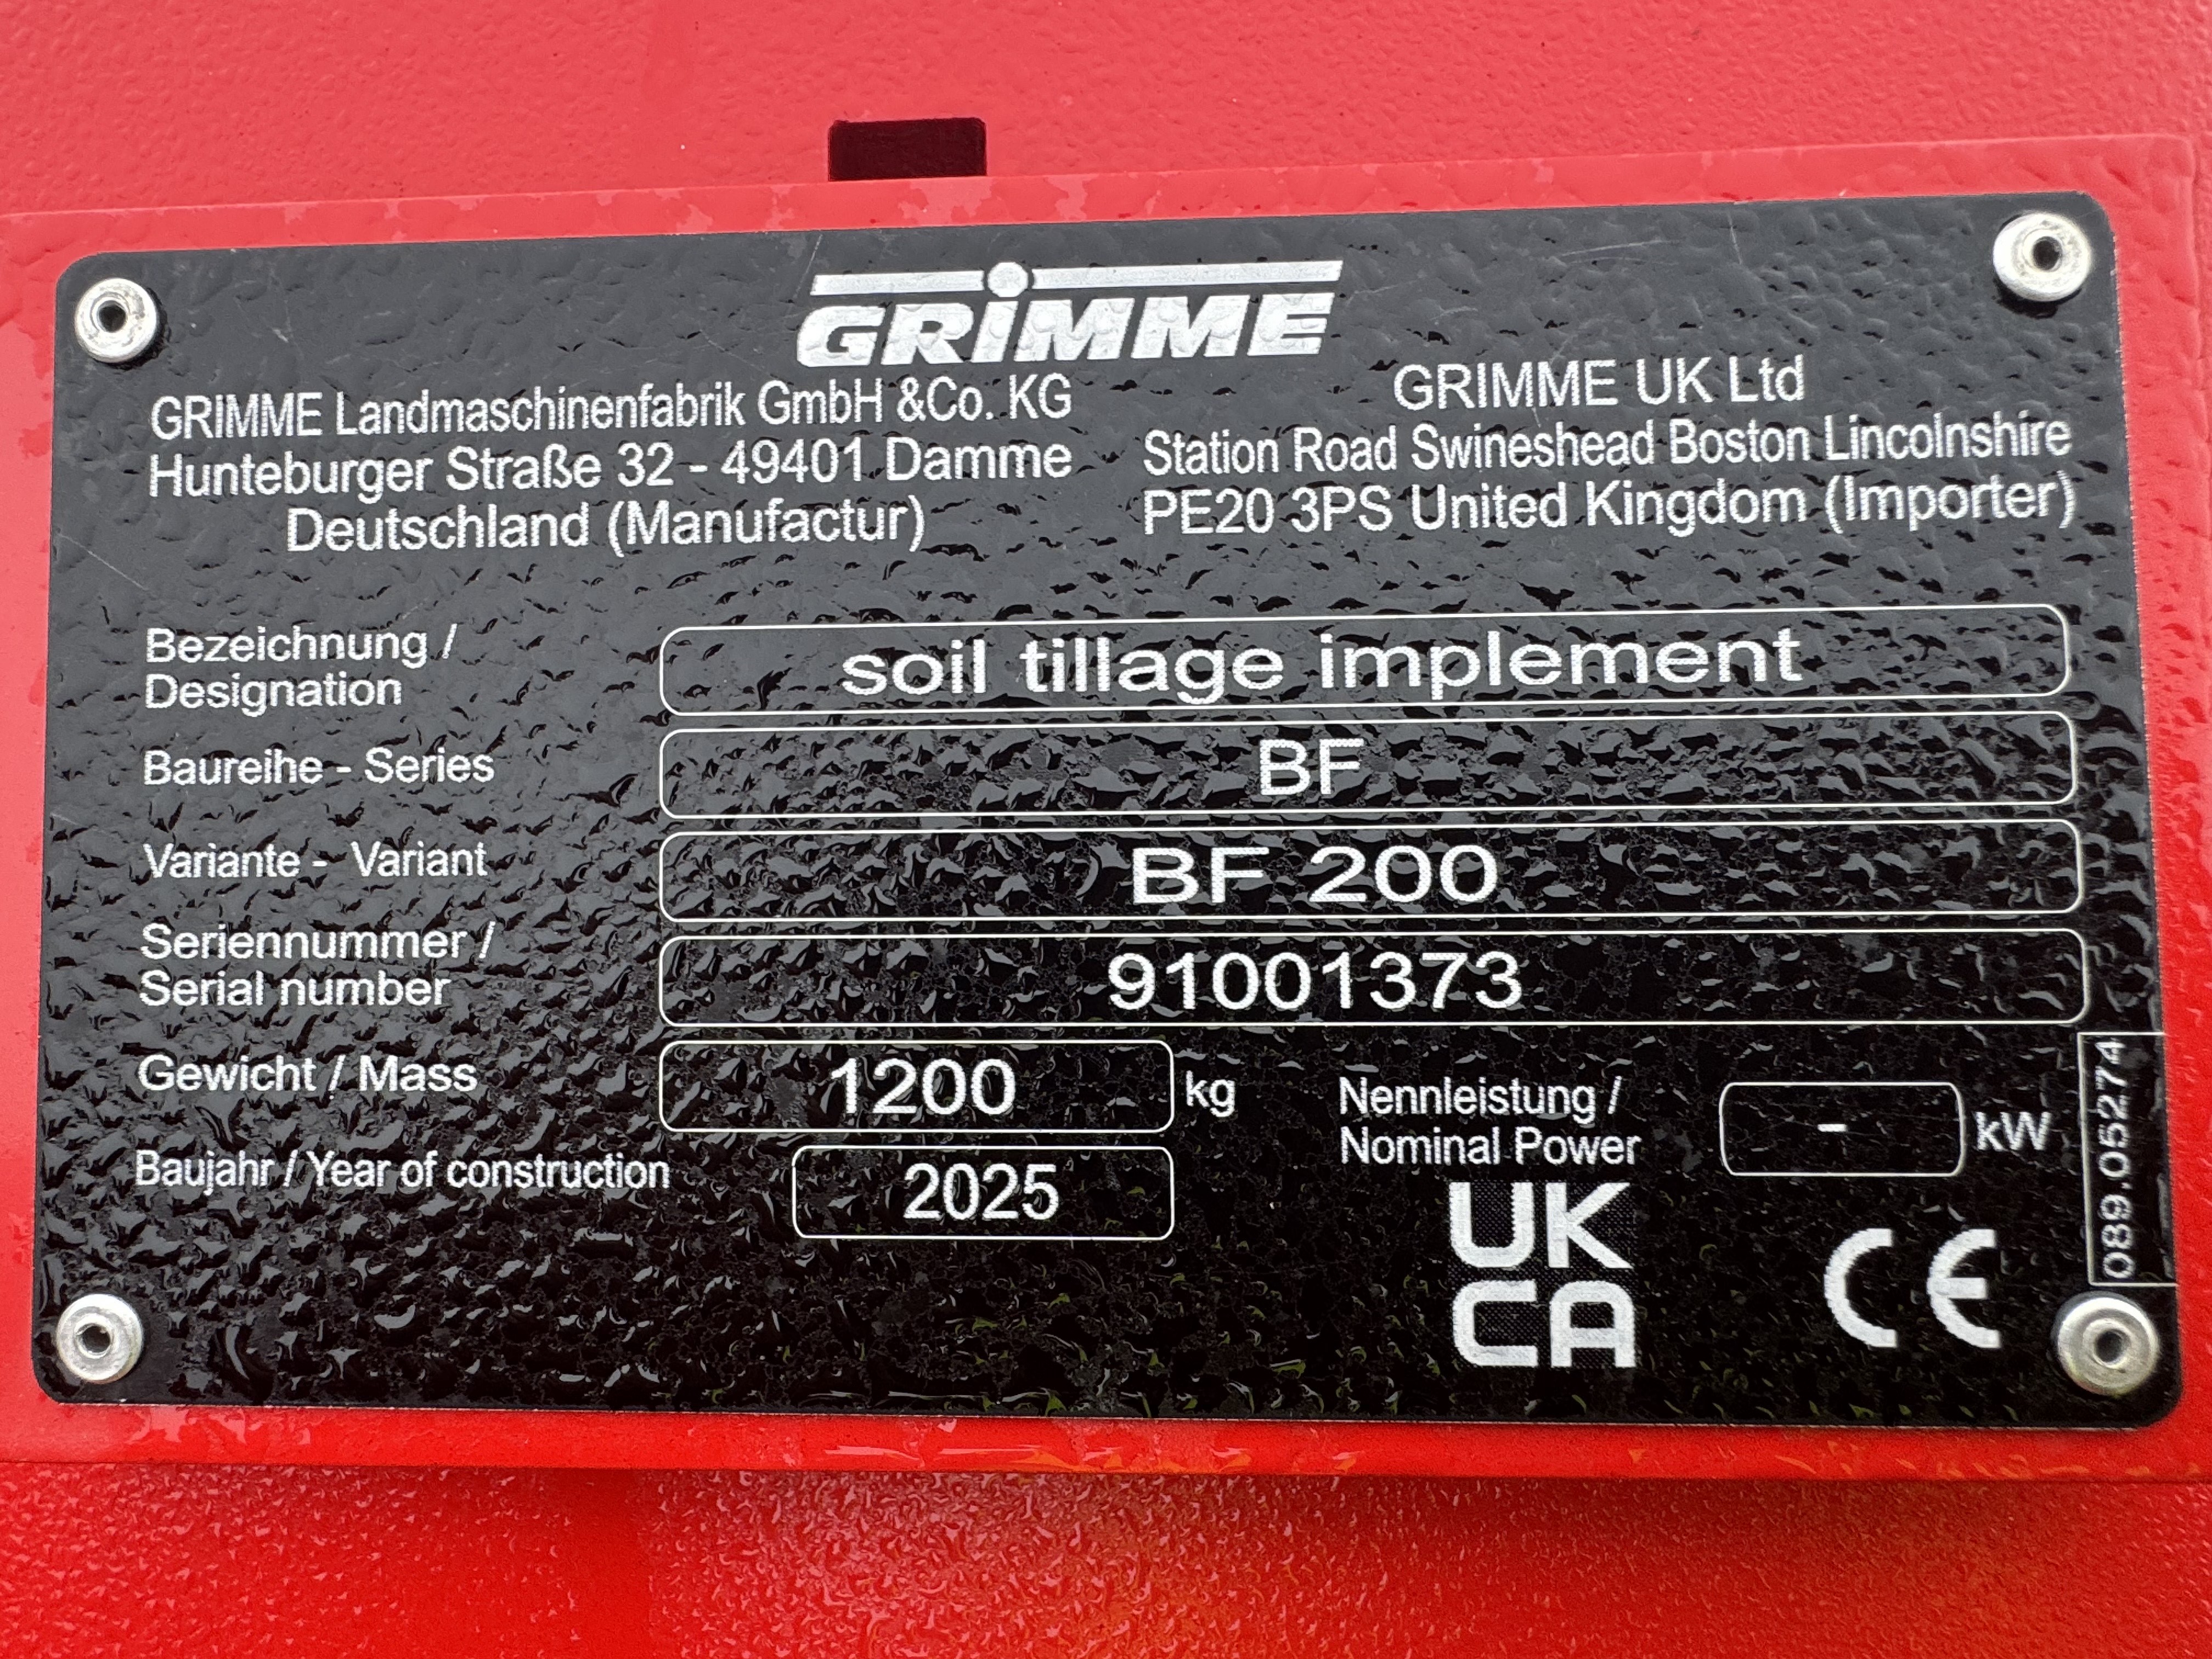 GRIMME
GRIMME Landmaschinenfabrik GmbH &Co. KG
Hunteburger Straße 32 - 49401 Damme
Deutschland (Manufactur)
GRIMME UK Ltd
Station Road Swineshead Boston Lincolnshire
PE20 3PS United Kingdom (Importer)
Bezeichnung /
Designation
soil tillage implement
Baureihe - Series
BF
Variante - Variant
BF 200
Seriennummer /
Serial number
91001373
Gewicht / Mass
1200 kg
Nennleistung /
Nominal Power
- kW
Baujahr / Year of construction
2025
UK
CA
CE
089.05274